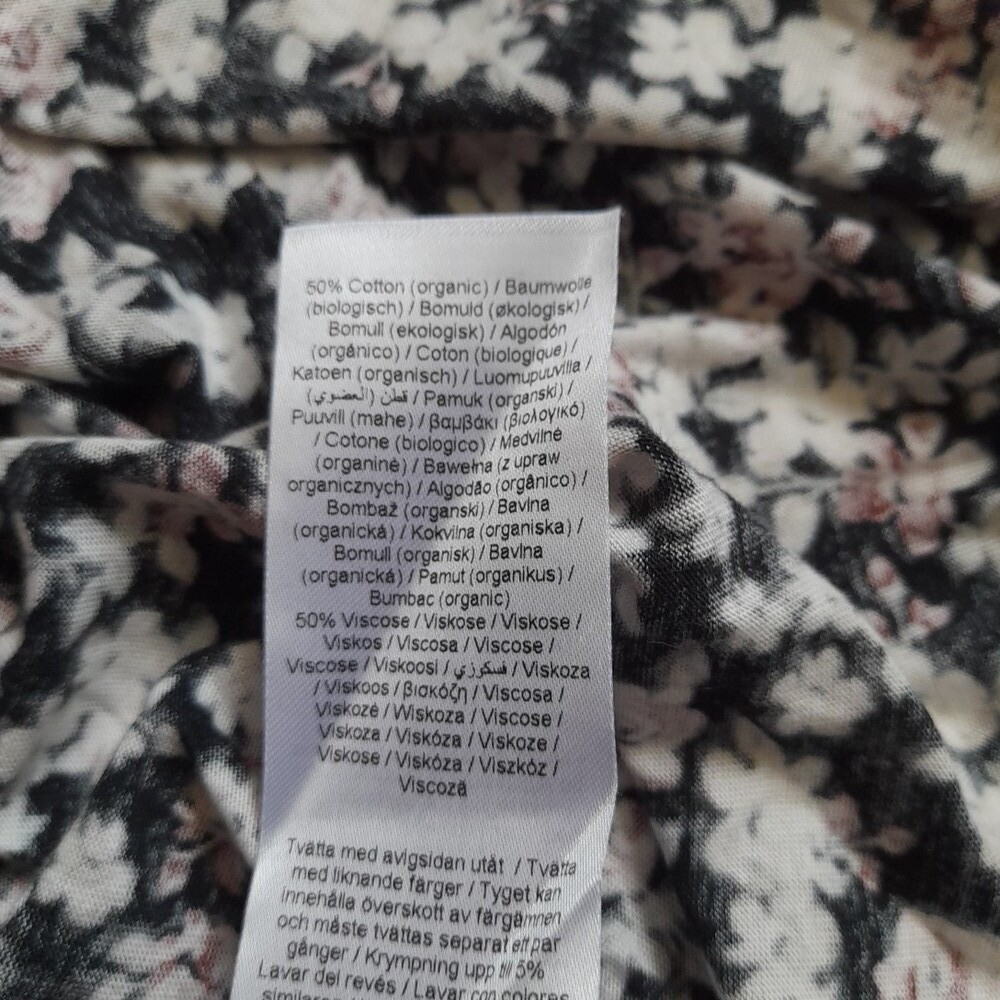 50% Cotton (organic) / Baumwolle
(biologisch) / Bomuld (økologisk) /
Bomull (ekologisk) / Algodón
(orgánico) / Coton (biologique) /
Katoen (organisch) / Luomupuuvilla /
قطن (العضوي) / Pamuk (organski) /
Puuvill (mahe) / βαμβάκι (βιολογικό)
/ Cotone (biologico) / Medvilnė
(organinė) / Bawełna (z upraw
organicznych) / Algodão (orgânico) /
Bombaž (organski) / Bavlna
(organická) / Kokvilna (organiska) /
Bomull (organisk) / Bavlna
(organická) / Pamut (organikus) /
Bumbac (organic)
50% Viscose / Viskose / Viskose /
Viskos / Viscosa / Viscose /
Viscose / Viskoosi / فسكوزي / Viskoza
/ Viskoos / βισκόζη / Viscosa /
Viskozė / Wiskoza / Viscose /
Viskoza / Viskóza / Viskoze /
Viskose / Viskóza / Viszkóz /
Viscoză
Tvätta med avigsidan utåt / Tvätta
med liknande färger / Tyget kan
innehålla överskott av färgämnen
och måste tvättas separat ett par
gånger / Krympning upp till 5%
Lavar del revés / Lavar con colores